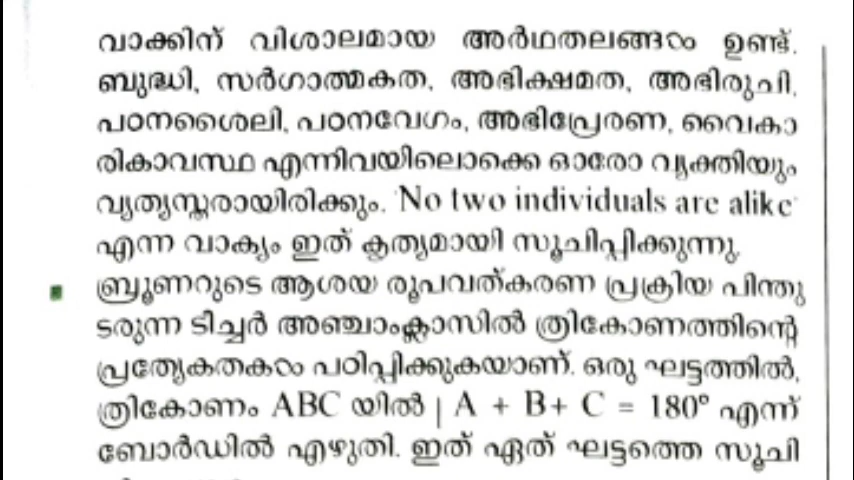 വാക്കിന് വിശാലമായ അർഥതലങ്ങൾ ഉണ്ട്.
ബുദ്ധി, സർഗാത്മകത, അഭിക്ഷമത, അഭിരുചി,
പഠനശൈലി, പഠനവേഗം, അഭിപ്രേരണ, വൈകാ
രികാവസ്ഥ എന്നിവയിലൊക്കെ ഓരോ വ്യക്തിയും
വ്യത്യസ്തരായിരിക്കും. 'No two individuals are alike'
എന്ന വാക്യം ഇത് കൃത്യമായി സൂചിപ്പിക്കുന്നു.
ബ്രൂണറുടെ ആശയ രൂപവത്കരണ പ്രക്രിയ പിന്തു
ടരുന്ന ടീച്ചർ അഞ്ചാംക്ലാസിൽ ത്രികോണത്തിന്റെ
പ്രത്യേകതകൾ പഠിപ്പിക്കുകയാണ്. ഒരു ഘട്ടത്തിൽ,
ത്രികോണം ABC യിൽ | A + B+ C = 180° എന്ന്
ബോർഡിൽ എഴുതി. ഇത് ഏത് ഘട്ടത്തെ സൂചി